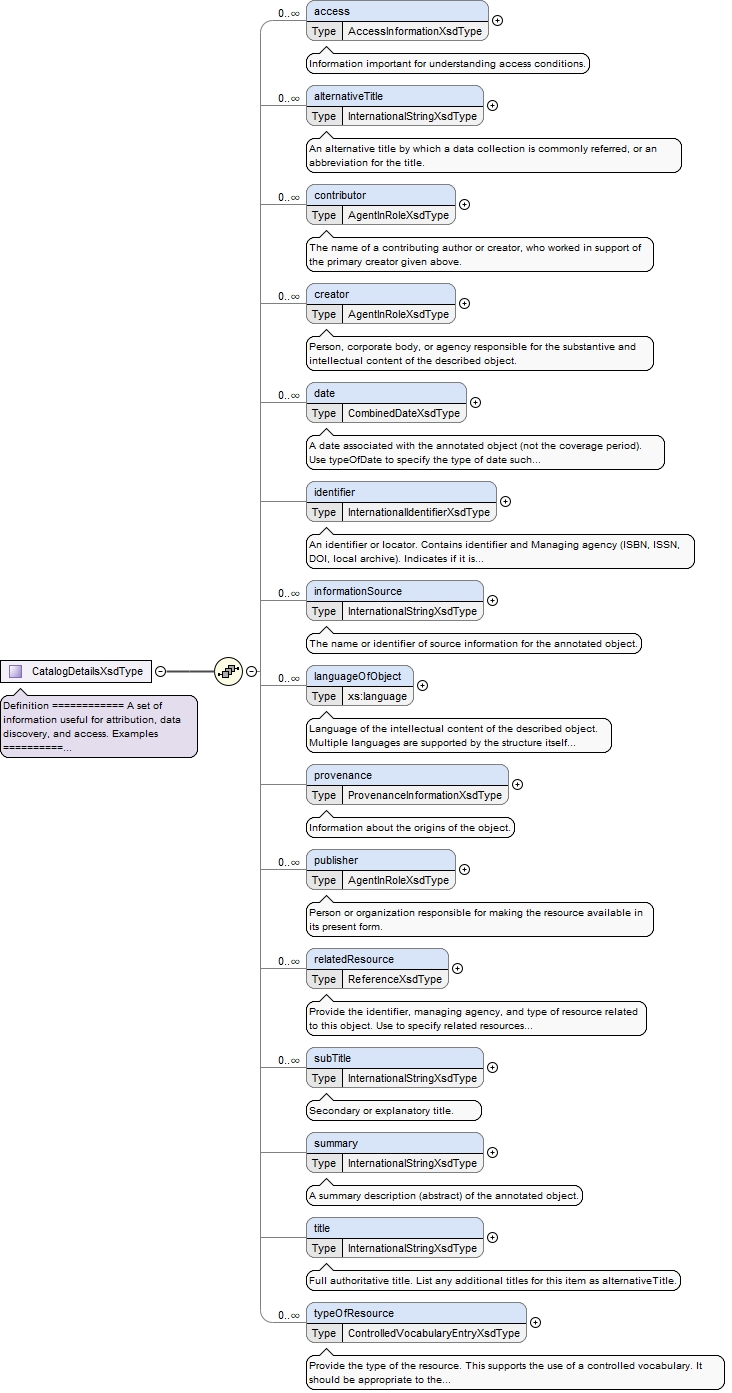 0..∞
access
Type AccessInformationXsdType
Information important for understanding access conditions.
0..∞
alternativeTitle
Type InternationalStringXsdType
An alternative title by which a data collection is commonly referred, or an
abbreviation for the title.
0..∞
contributor
Type AgentInRoleXsdType
The name of a contributing author or creator, who worked in support of
the primary creator given above.
0..∞
creator
Type AgentInRoleXsdType
Person, corporate body, or agency responsible for the substantive and
intellectual content of the described object.
0..∞
date
Type CombinedDateXsdType
A date associated with the annotated object (not the coverage period).
Use typeOfDate to specify the type of date such...
identifier
Type InternationalIdentifierXsdType
An identifier or locator. Contains identifier and Managing agency (ISBN, ISSN,
DOI, local archive). Indicates if it is...
0..∞
informationSource
Type InternationalStringXsdType
The name or identifier of source information for the annotated object.
CatalogDetailsXsdType
Definition ============ A set of
information useful for attribution, data
discovery, and access. Examples
==========...
0..∞
languageOfObject
Type xs:language
Language of the intellectual content of the described object.
Multiple languages are supported by the structure itself...
provenance
Type ProvenanceInformationXsdType
Information about the origins of the object.
0..∞
publisher
Type AgentInRoleXsdType
Person or organization responsible for making the resource available in
its present form.
0..∞
relatedResource
Type ReferenceXsdType
Provide the identifier, managing agency, and type of resource related
to this object. Use to specify related resources...
0..∞
subTitle
Type InternationalStringXsdType
Secondary or explanatory title.
summary
Type InternationalStringXsdType
A summary description (abstract) of the annotated object.
title
Type InternationalStringXsdType
Full authoritative title. List any additional titles for this item as alternativeTitle.
0..∞
typeOfResource
Type ControlledVocabularyEntryXsdType
Provide the type of the resource. This supports the use of a controlled vocabulary. It
should be appropriate to the...